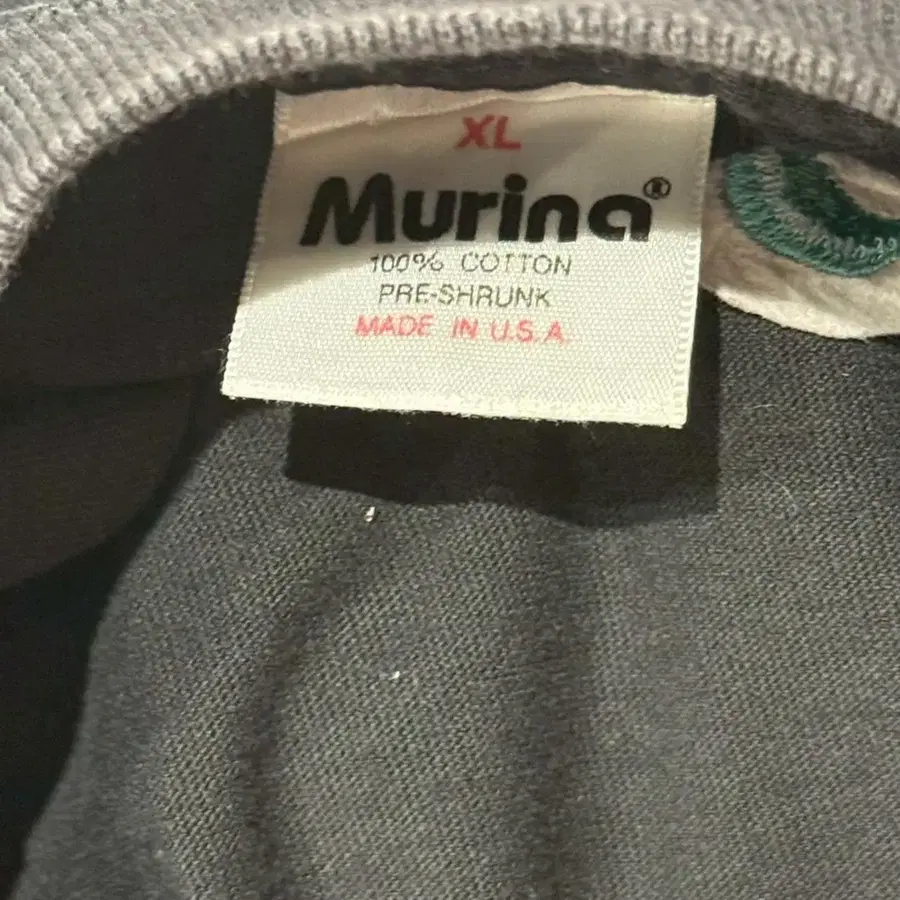 XL
Murina®
100% COTTON
PRE-SHRUNK
MADE IN U.S.A.